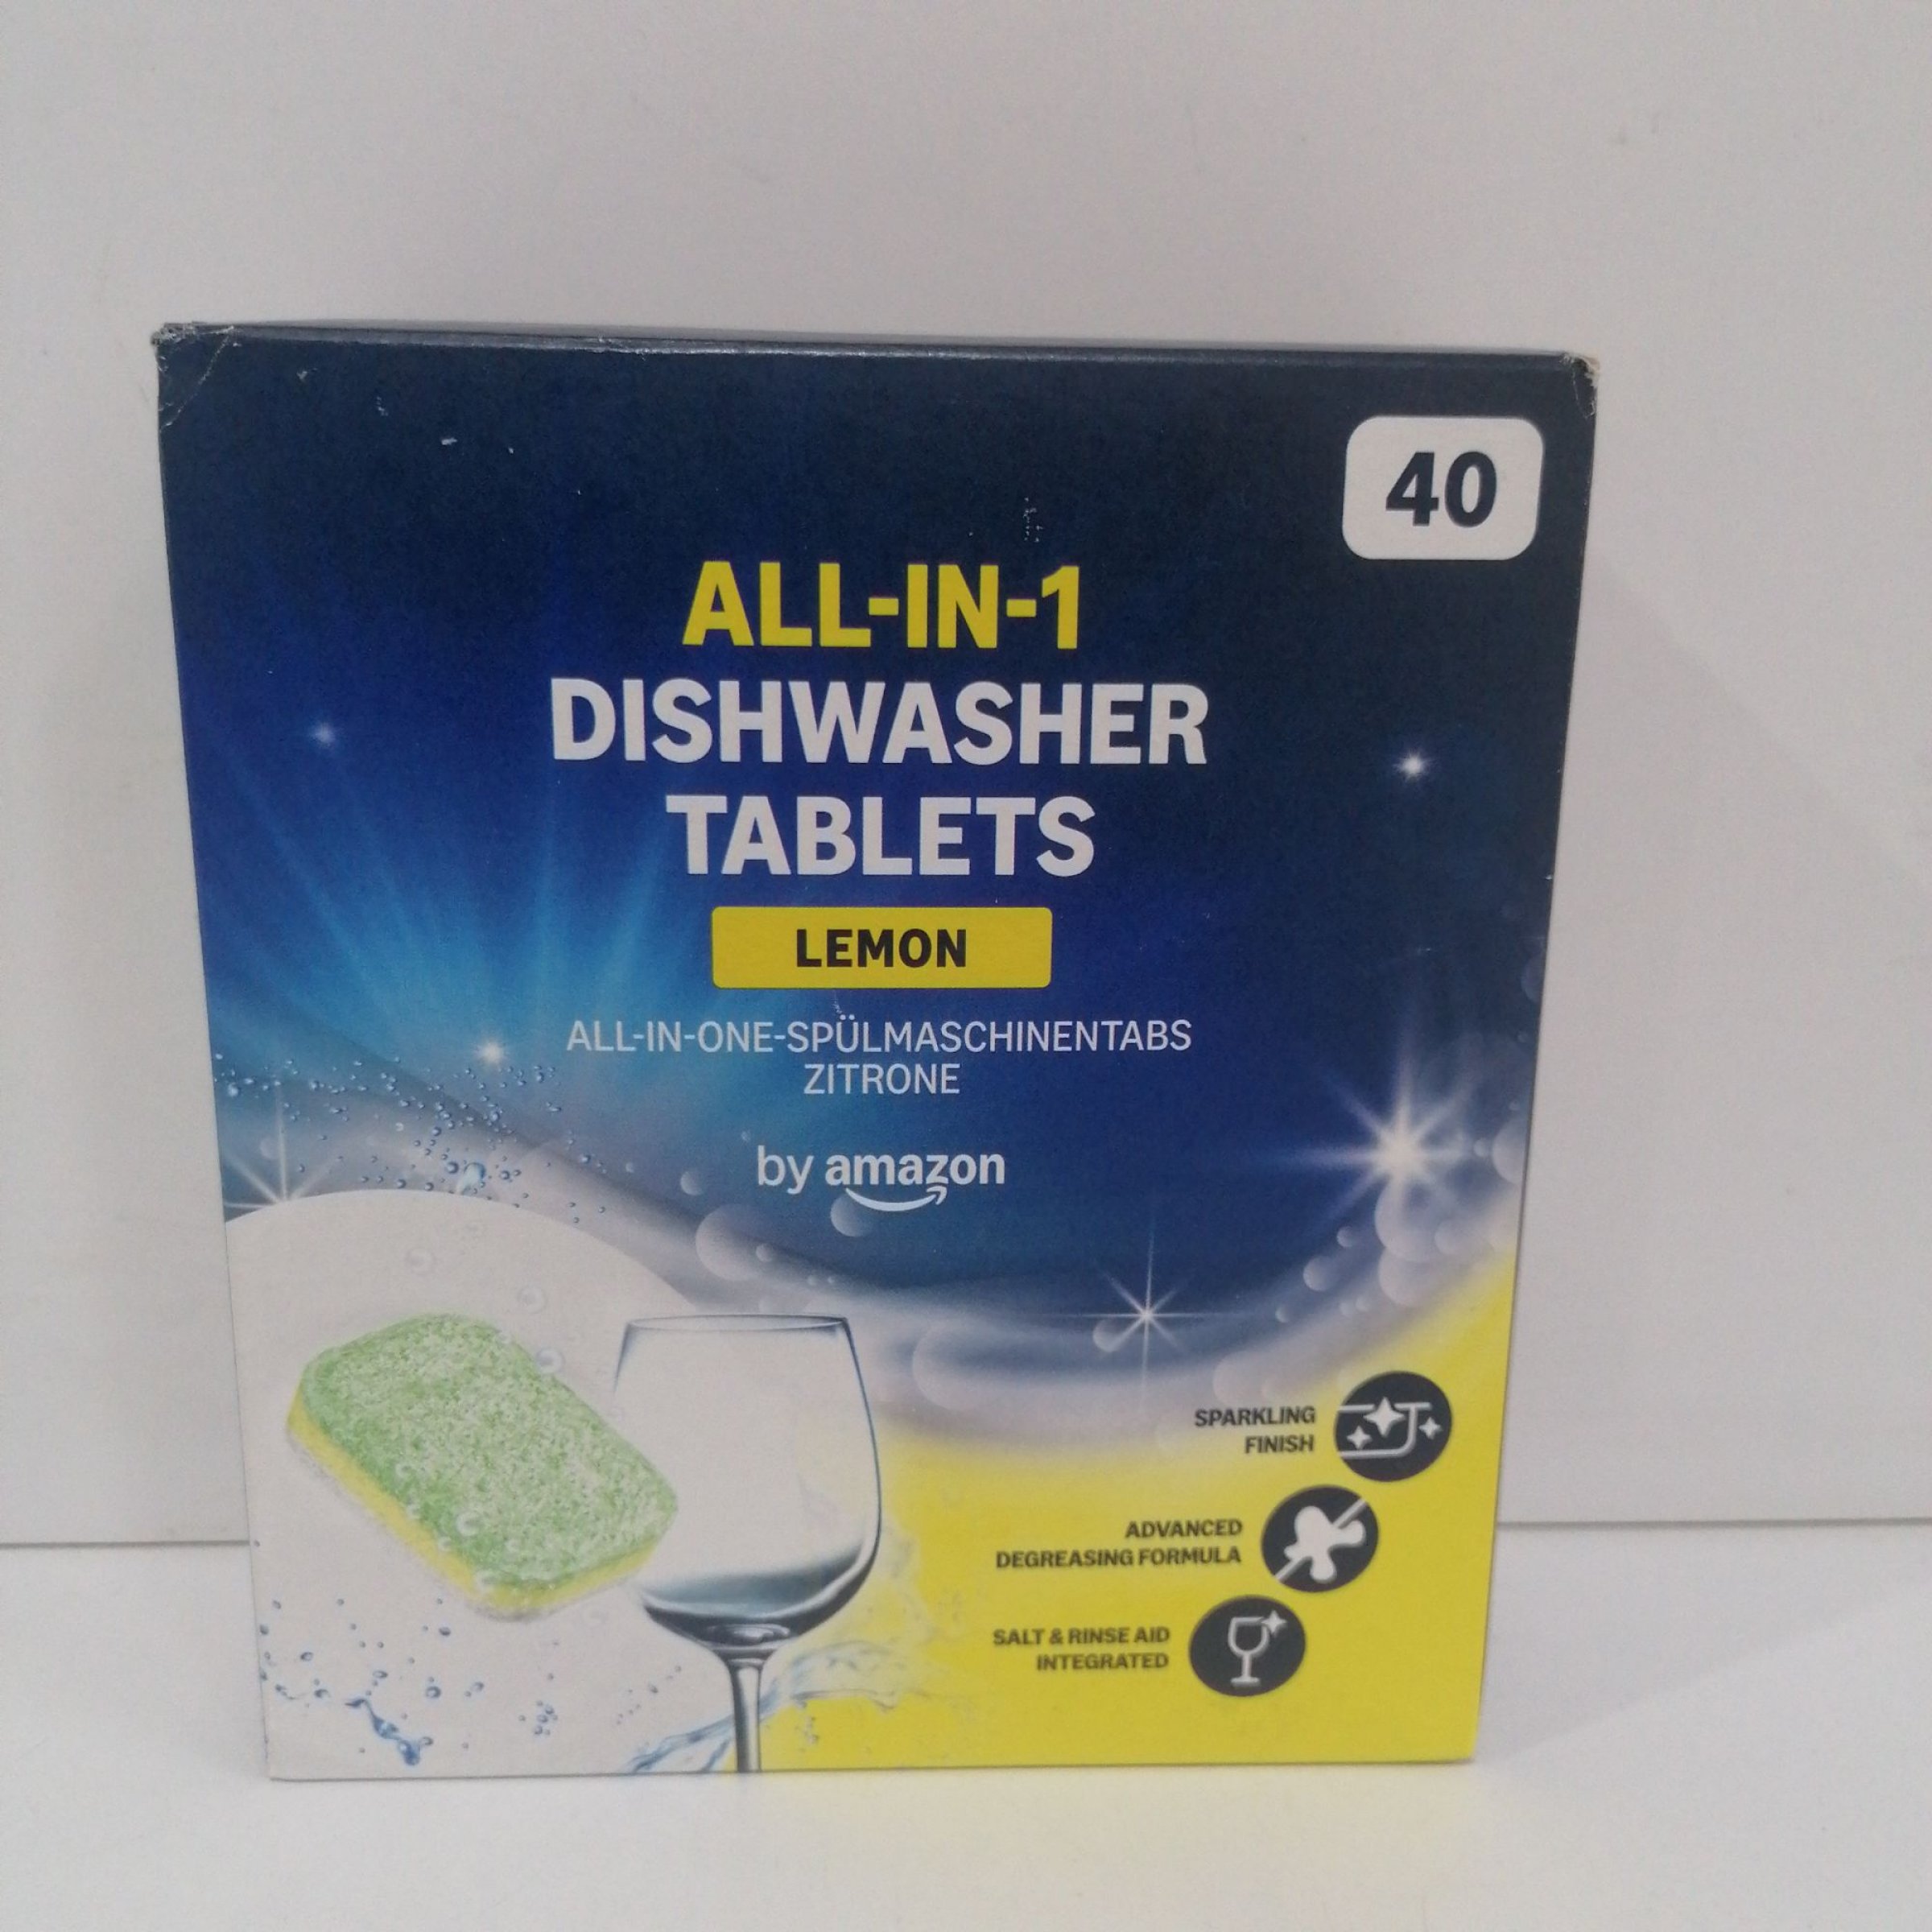 40
ALL-IN-1
DISHWASHER
TABLETS
LEMON
ALL-IN-ONE-SPÜLMASCHINENTABS
ZITRONE
by amazon
SPARKLING
FINISH
ADVANCED
DEGREASING FORMULA
SALT & RINSE AID
INTEGRATED